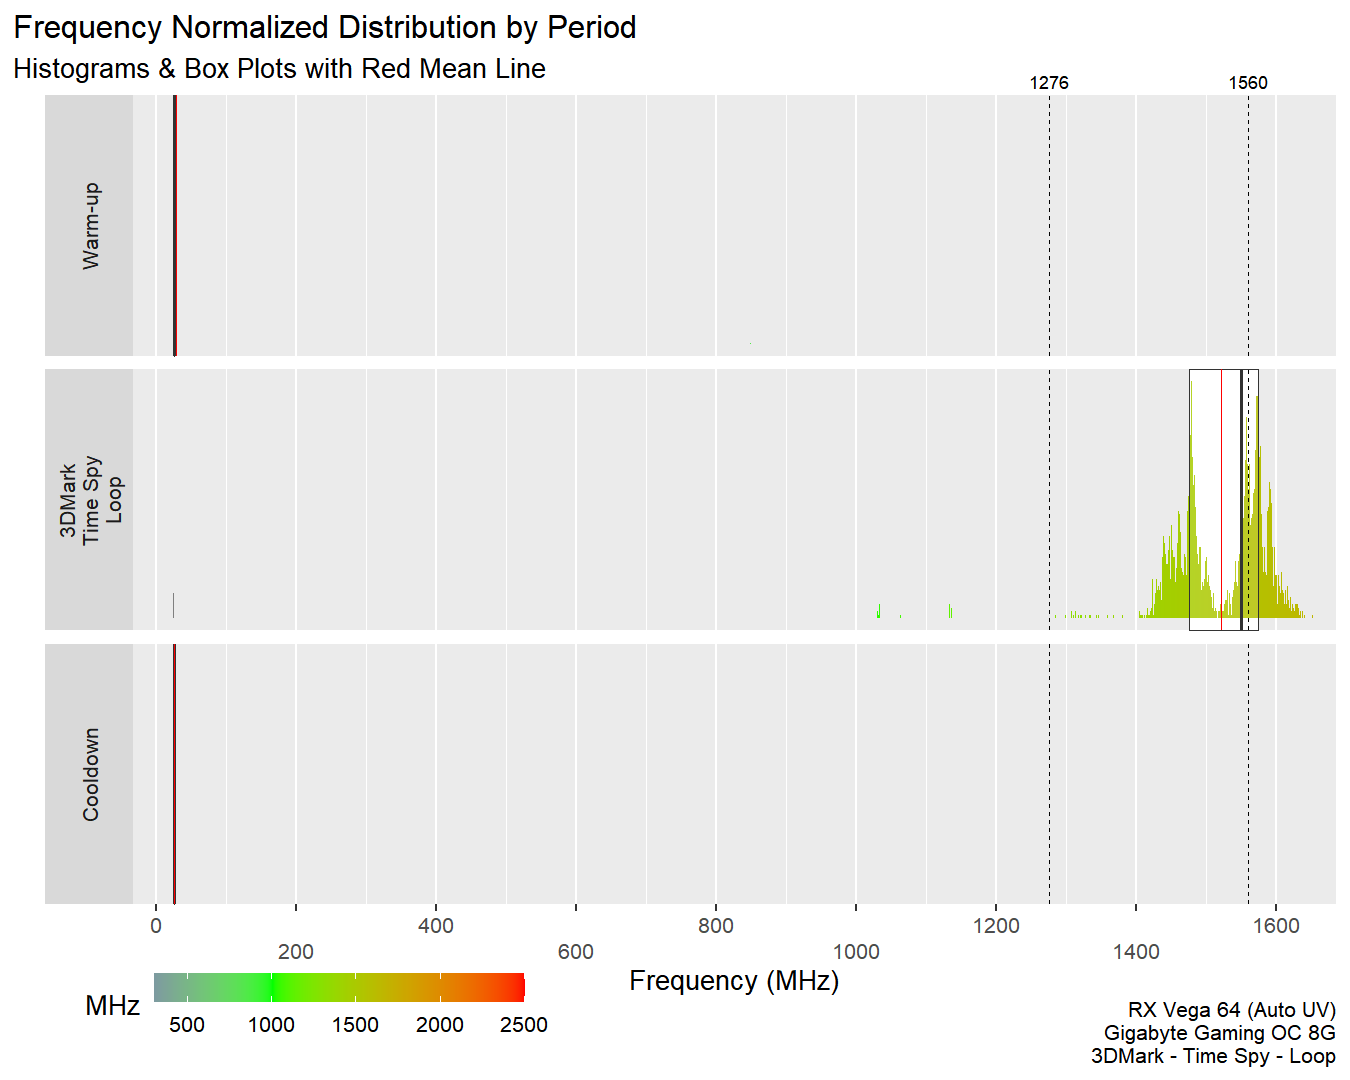 Frequency Normalized Distribution by Period
Histograms & Box Plots with Red Mean Line
1276 1560
Warm-up
3DMark
Time Spy
Loop
Cooldown
0 200 400 600 800 1000 1200 1400 1600
Frequency (MHz)
MHz
500 1000 1500 2000 2500
RX Vega 64 (Auto UV)
Gigabyte Gaming OC 8G
3DMark - Time Spy - Loop